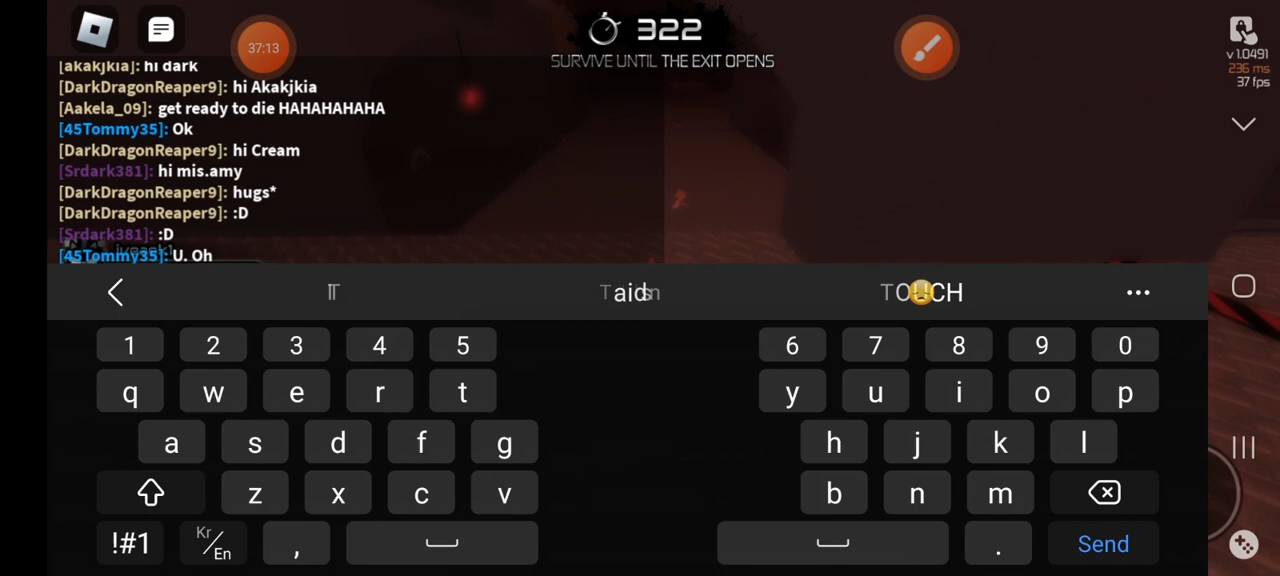 37:13
322
SURVIVE UNTIL THE EXIT OPENS
v 1.0491
236 ms
37 fps
[akakjkia]: hi dark
[DarkDragonReaper9]: hi Akakjkia
[Aakela_09]: get ready to die HAHAHAHAHA
[45Tommy35]: Ok
[DarkDragonReaper9]: hi Cream
[Srdark381]: hi mis.amy
[DarkDragonReaper9]: hugs*
[DarkDragonReaper9]: :D
[Srdark381]: :D
[45Tommy35]: U. Oh
1 2 3 4 5 6 7 8 9 0
q w e r t y u i o p
a s d f g h j k l
z x c v b n m
!#1 Kr/En , . Send